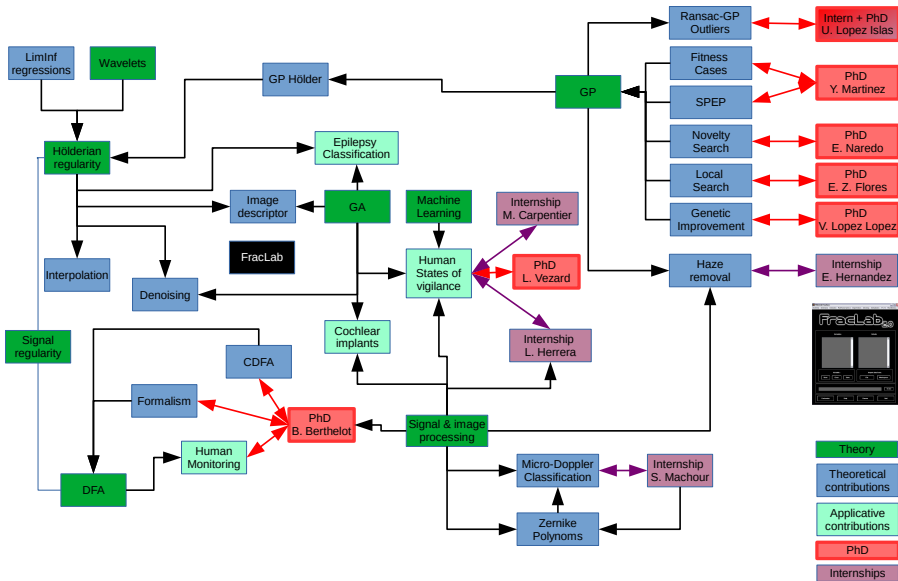 Ransac-GP
Outliers
Intern + PhD
U. Lopez Islas
LimInf
regressions
Wavelets
GP Hölder
GP
Fitness
Cases
SPEP
PhD
Y. Martinez
Hölderian
regularity
Epilepsy
Classification
Novelty
Search
PhD
E. Naredo
Local
Search
PhD
E. Z. Flores
Image
descriptor
GA
Machine
Learning
Internship
M. Carpentier
Genetic
Improvement
PhD
V. Lopez Lopez
FracLab
Interpolation
Denoising
Human
States of
vigilance
PhD
L. Vezard
Haze
removal
Internship
E. Hernandez
Signal
regularity
Cochlear
implants
Internship
L. Herrera
FracLab 2.0
CDFA
Formalism
PhD
B. Berthelot
Signal & image
processing
Human
Monitoring
DFA
Micro-Doppler
Classification
Internship
S. Machour
Zernike
Polynoms
Theory
Theoretical
contributions
Applicative
contributions
PhD
Internships